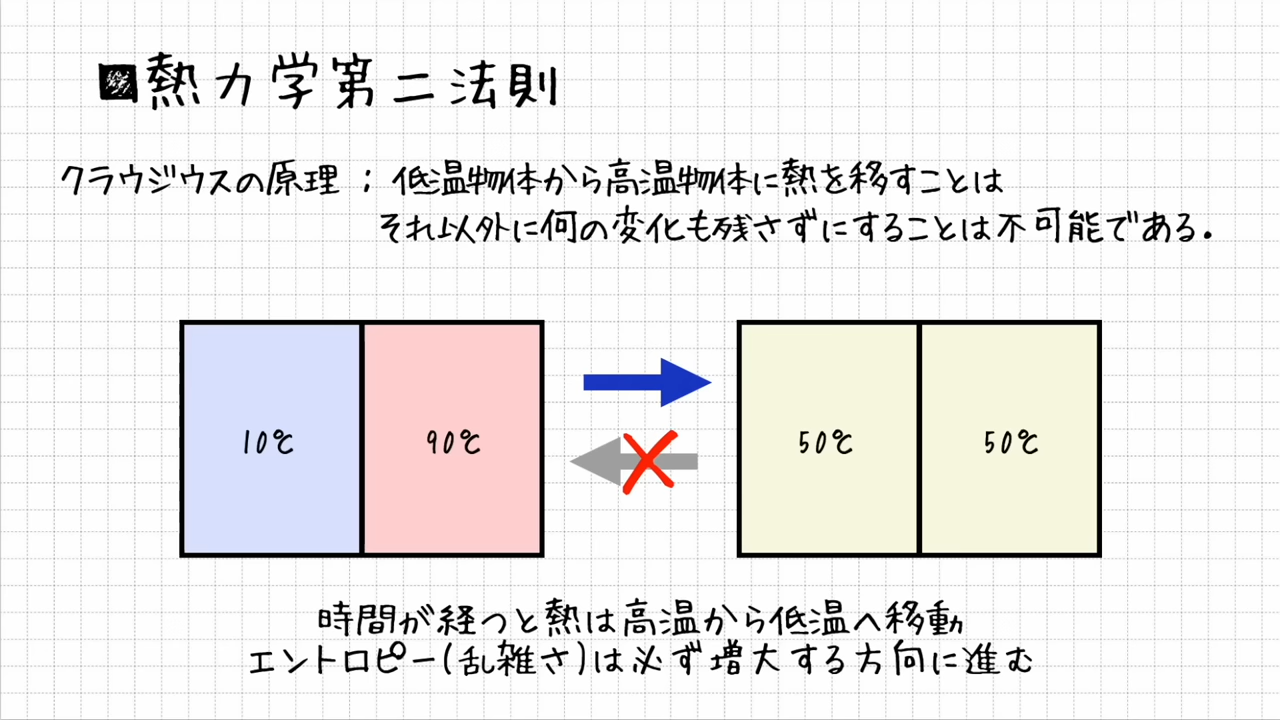 ■熱力学第二法則
クラウジウスの原理 : 低温物体から高温物体に熱を移すことは
それ以外に何の変化も残さずにすることは不可能である.
10℃ 90℃ 50℃ 50℃
時間が経つと熱は高温から低温へ移動
エントロピー(乱雑さ)は必ず増大する方向に進む